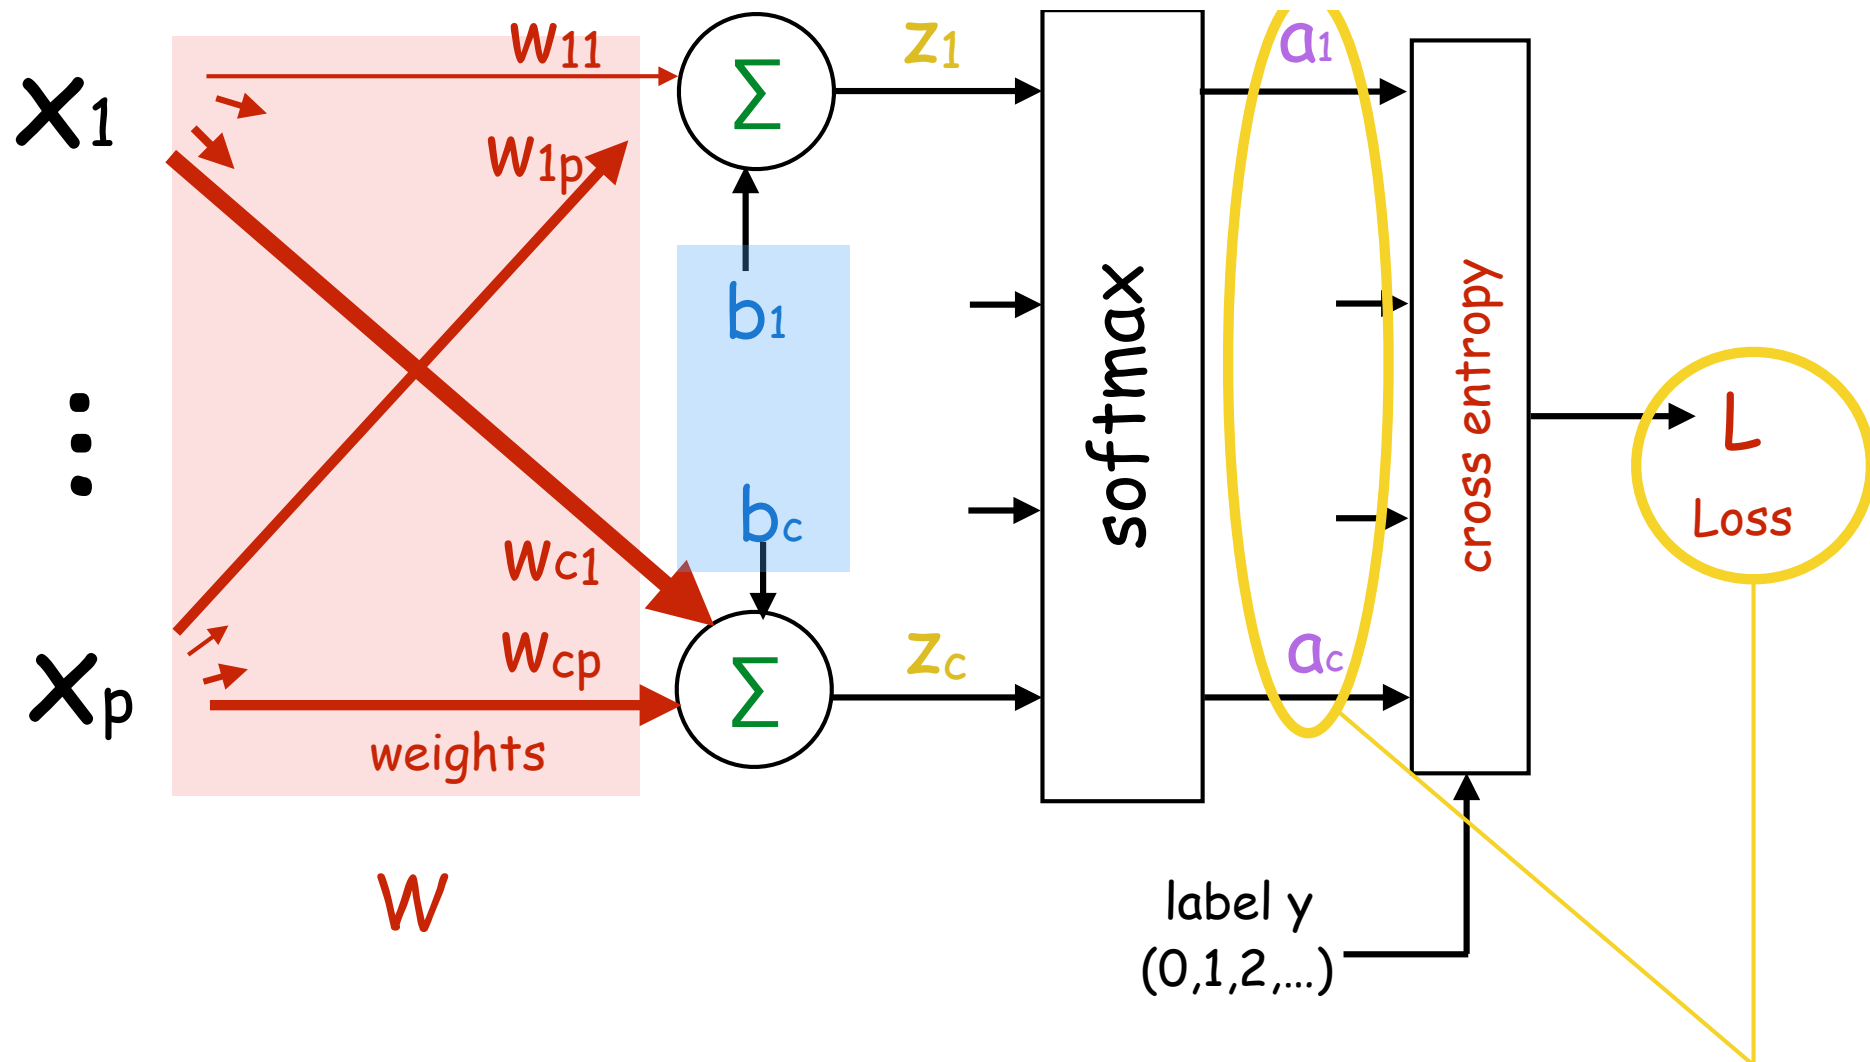 x1
⋮
xp
w11
w1p
wc1
wcp
weights
W
Σ
b1
bc
Σ
z1
zc
softmax
a1
ac
cross entropy
label y
(0,1,2,...)
L
Loss